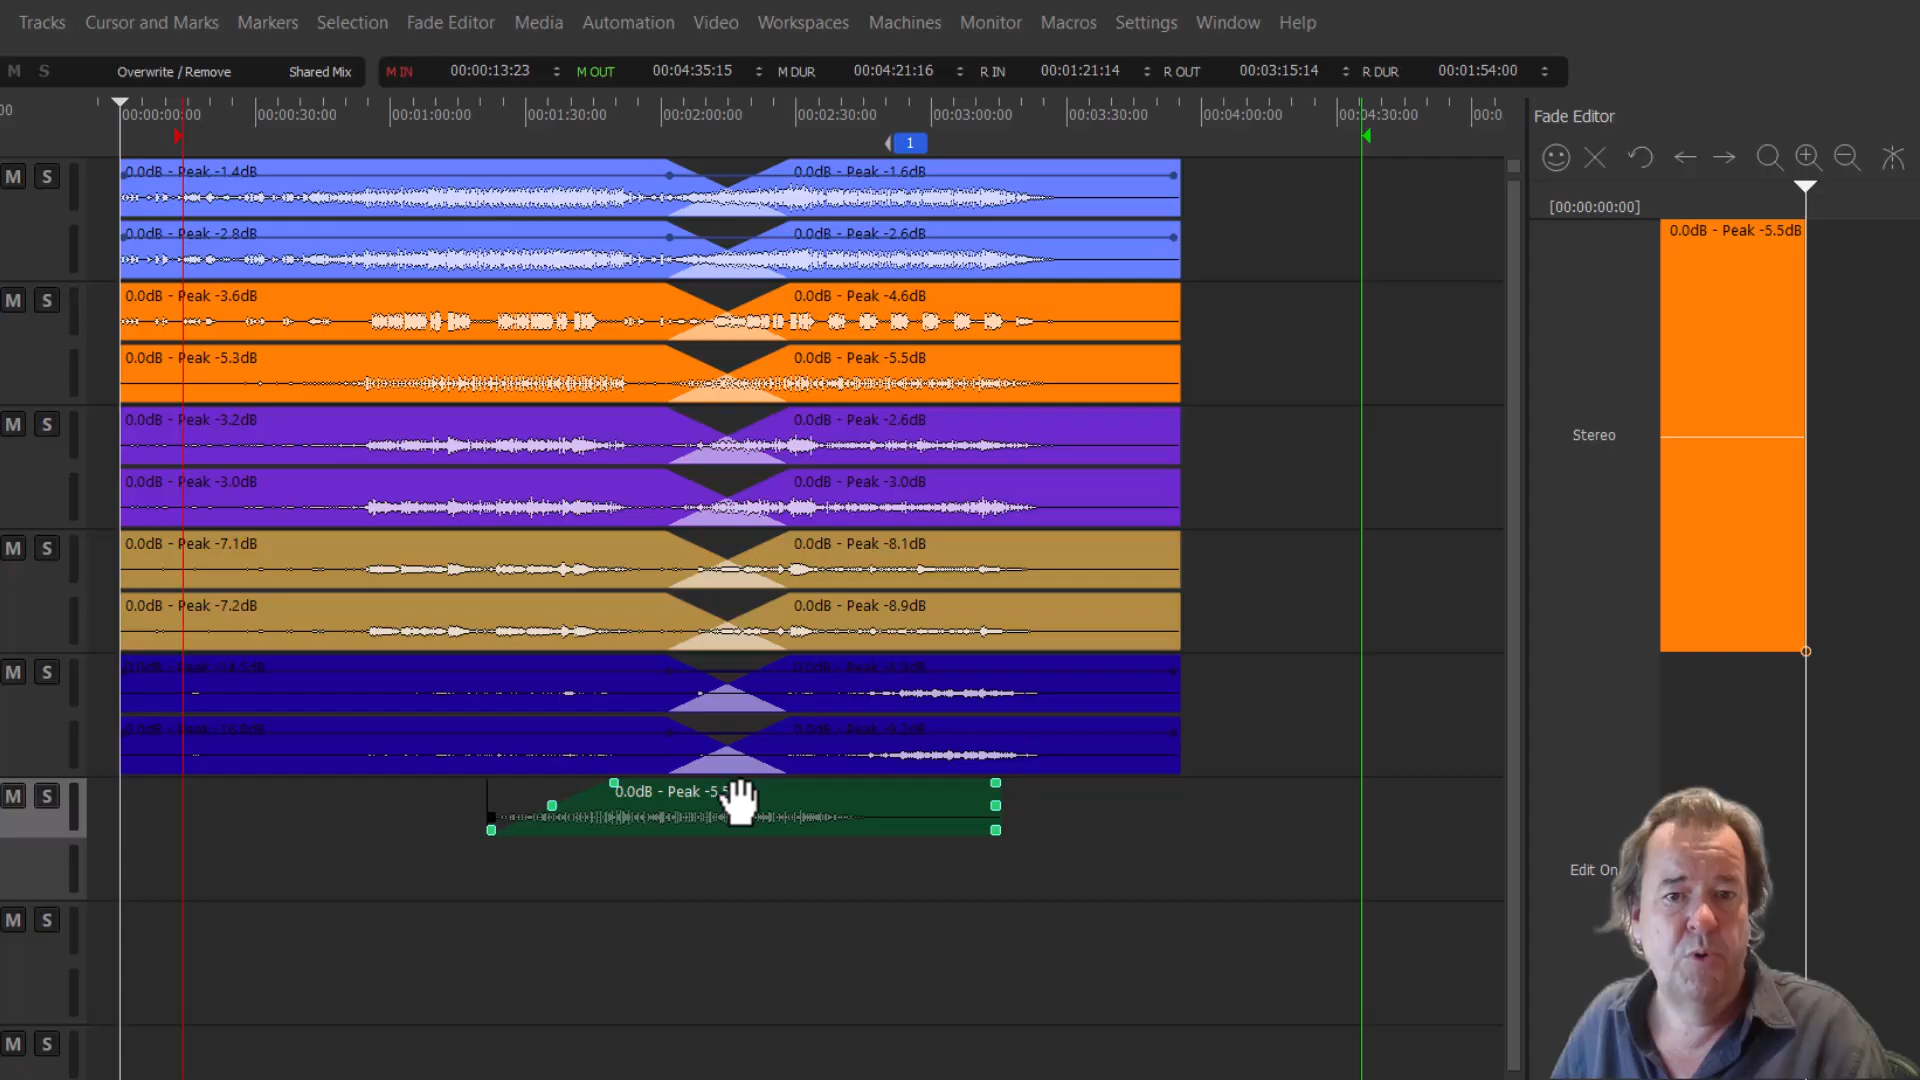 Tracks Cursor and Marks Markers Selection Fade Editor Media Automation Video Workspaces Machines Monitor Macros Settings Window Help
M S Overwrite / Remove Shared Mix M IN 00:00:13:23 M OUT 00:04:35:15 M DUR 00:04:21:16 R IN 00:01:21:14 R OUT 00:03:15:14 R DUR 00:01:54:00
00 00:00:00:00 00:00:30:00 00:01:00:00 00:01:30:00 00:02:00:00 00:02:30:00 00:03:00:00 00:03:30:00 00:04:00:00 00:04:30:00 00:0
Fade Editor
1
M S 0.0dB - Peak -1.4dB 0.0dB - Peak -1.6dB
[00:00:00:00]
0.0dB - Peak -2.8dB 0.0dB - Peak -2.6dB
0.0dB - Peak -5.5dB
M S 0.0dB - Peak -3.6dB 0.0dB - Peak -4.6dB
0.0dB - Peak -5.3dB 0.0dB - Peak -5.5dB
M S 0.0dB - Peak -3.2dB 0.0dB - Peak -2.6dB
Stereo
0.0dB - Peak -3.0dB 0.0dB - Peak -3.0dB
M S 0.0dB - Peak -7.1dB 0.0dB - Peak -8.1dB
0.0dB - Peak -7.2dB 0.0dB - Peak -8.9dB
M S
M S 0.0dB - Peak -5.5
Edit On
M S
M S